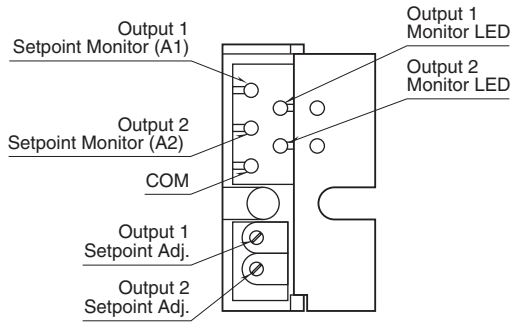 Output 1
Setpoint Monitor (A1)
Output 2
Setpoint Monitor (A2)
COM
Output 1
Setpoint Adj.
Output 2
Setpoint Adj.
Output 1
Monitor LED
Output 2
Monitor LED